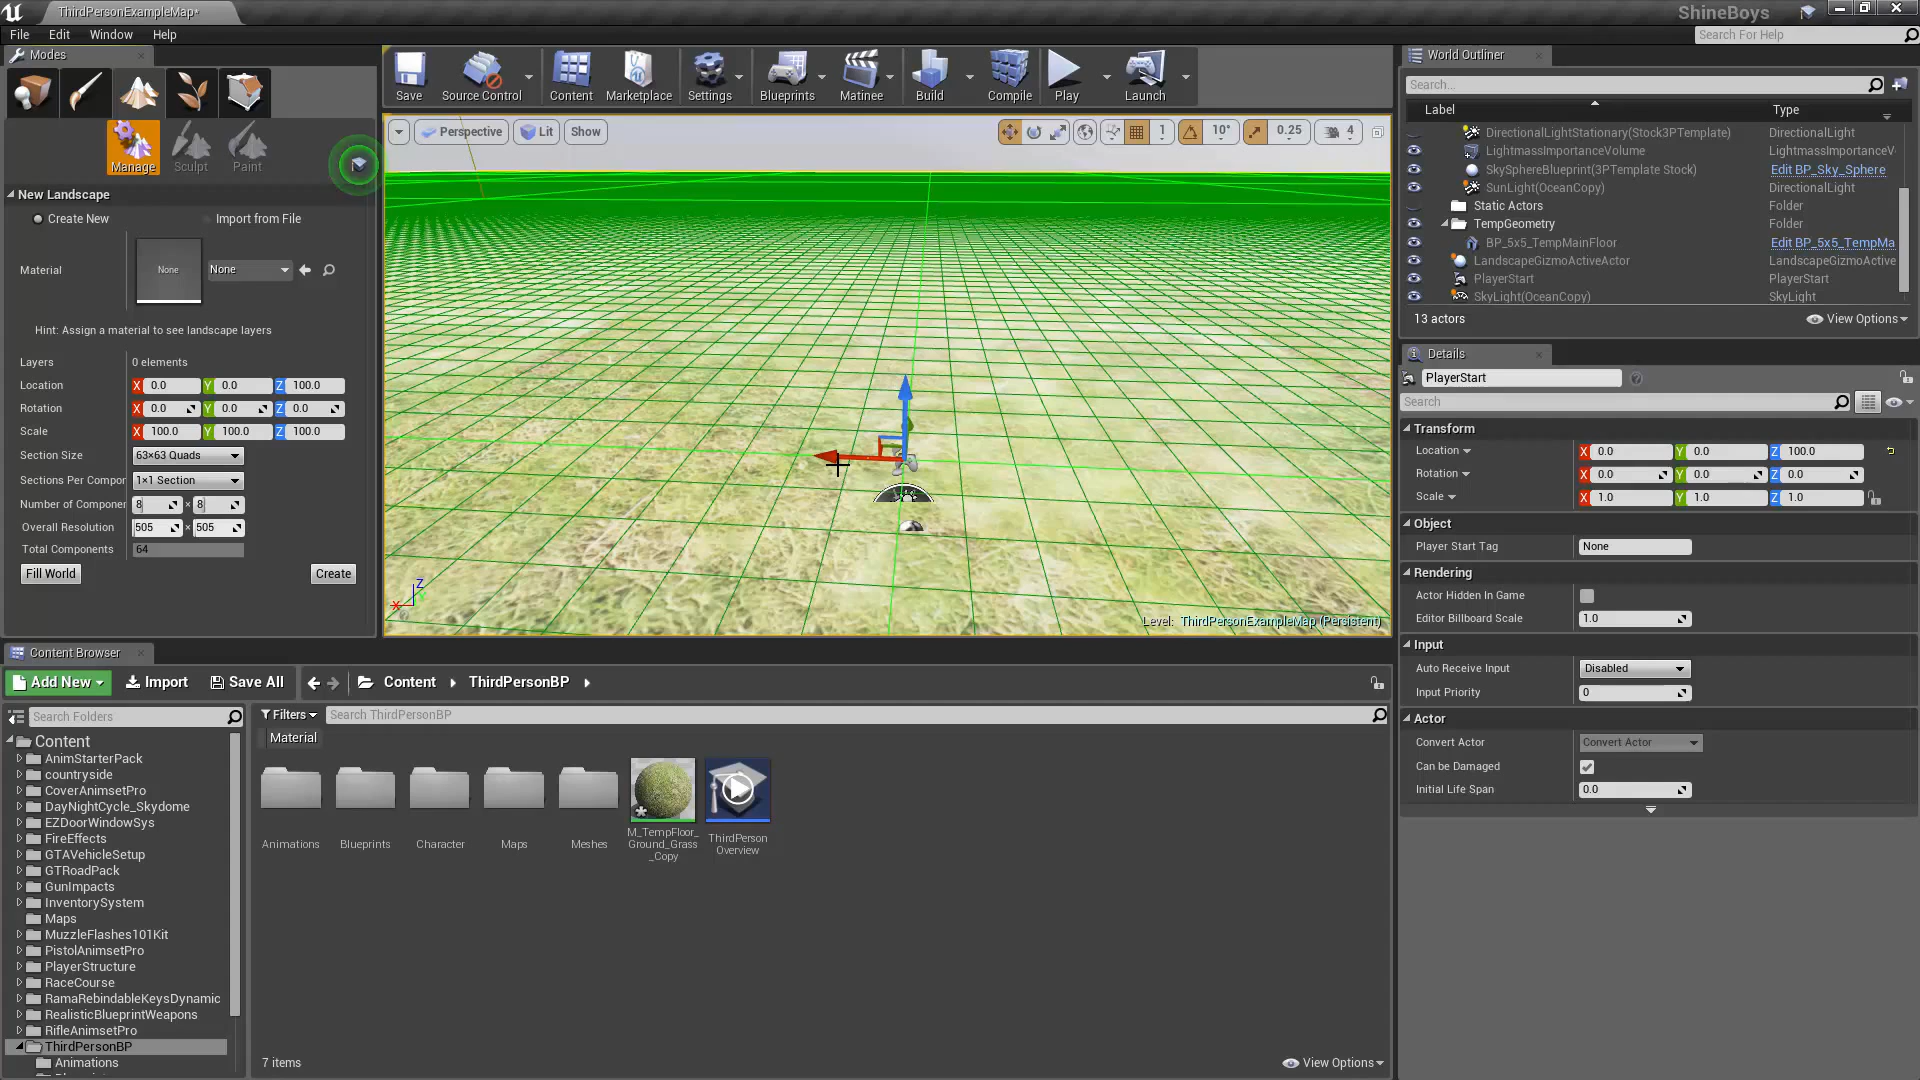 ThirdPersonExampleMap*
ShineBoys
File Edit Window Help
Search For Help
Modes
Save
Source Control
Content
Marketplace
Settings
Blueprints
Matinee
Build
Compile
Play
Launch
Manage
Sculpt
Paint
New Landscape
Create New
Import from File
Material
None
None
Hint: Assign a material to see landscape layers
Layers 0 elements
Location X 0.0 Y 0.0 Z 100.0
Rotation X 0.0 Y 0.0 Z 0.0
Scale X 100.0 Y 100.0 Z 100.0
Section Size 63×63 Quads
Sections Per Compor 1×1 Section
Number of Componer 8 × 8
Overall Resolution 505 × 505
Total Components 64
Fill World
Create
Perspective
Lit
Show
1
10°
0.25
4
Z
X
Y
Level: ThirdPersonExampleMap (Persistent)
World Outliner
Search...
Label Type
DirectionalLightStationary(Stock3PTemplate) DirectionalLight
LightmassImportanceVolume LightmassImportanceV
SkySphereBlueprint(3PTemplate Stock) Edit BP_Sky_Sphere
SunLight(OceanCopy) DirectionalLight
Static Actors Folder
TempGeometry Folder
BP_5x5_TempMainFloor Edit BP_5x5_TempMa
LandscapeGizmoActiveActor LandscapeGizmoActive
PlayerStart PlayerStart
SkyLight(OceanCopy) SkyLight
13 actors
View Options
Details
PlayerStart
Search
Transform
Location X 0.0 Y 0.0 Z 100.0
Rotation X 0.0 Y 0.0 Z 0.0
Scale X 1.0 Y 1.0 Z 1.0
Object
Player Start Tag None
Rendering
Actor Hidden In Game
Editor Billboard Scale 1.0
Input
Auto Receive Input Disabled
Input Priority 0
Actor
Convert Actor Convert Actor
Can be Damaged
Initial Life Span 0.0
Content Browser
Add New Import Save All Content ThirdPersonBP
Search Folders
Filters
Search ThirdPersonBP
Material
Content
AnimStarterPack
countryside
CoverAnimsetPro
DayNightCycle_Skydome
EZDoorWindowSys
FireEffects
GTAVehicleSetup
GTRoadPack
GunImpacts
InventorySystem
Maps
MuzzleFlashes101Kit
PistolAnimsetPro
PlayerStructure
RaceCourse
RamaRebindableKeysDynamic
RealisticBlueprintWeapons
RifleAnimsetPro
ThirdPersonBP
Animations
Animations
Blueprints
Character
Maps
Meshes
M_TempFloor_
Ground_Grass
_Copy
ThirdPerson
Overview
7 items
View Options